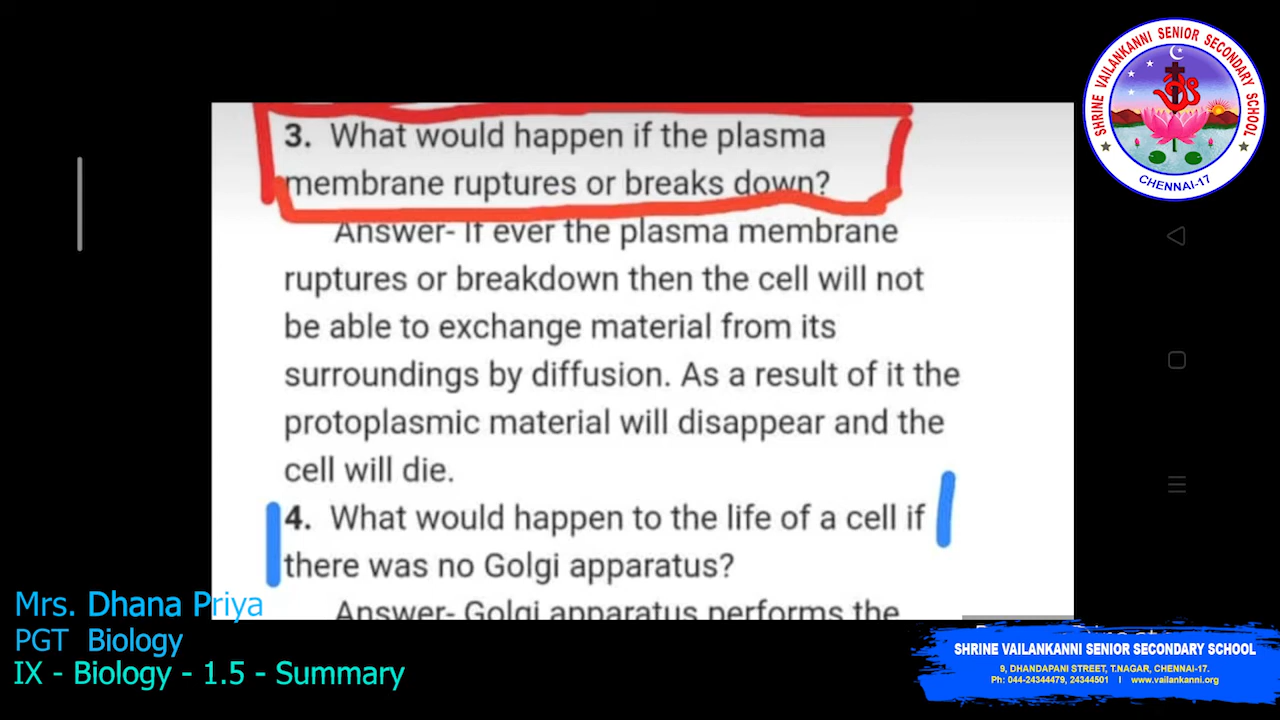 SHRINE VAILANKANNI SENIOR SECONDARY SCHOOL
CHENNAI-17
3. What would happen if the plasma
membrane ruptures or breaks down?
Answer- If ever the plasma membrane
ruptures or breakdown then the cell will not
be able to exchange material from its
surroundings by diffusion. As a result of it the
protoplasmic material will disappear and the
cell will die.
4. What would happen to the life of a cell if
there was no Golgi apparatus?
Answer- Golgi apparatus performs the
Mrs. Dhana Priya
PGT Biology
IX - Biology - 1.5 - Summary
SHRINE VAILANKANNI SENIOR SECONDARY SCHOOL
9, DHANDAPANI STREET, T.NAGAR, CHENNAI-17.
Ph: 044-24344479, 24344501 I www.vailankanni.org